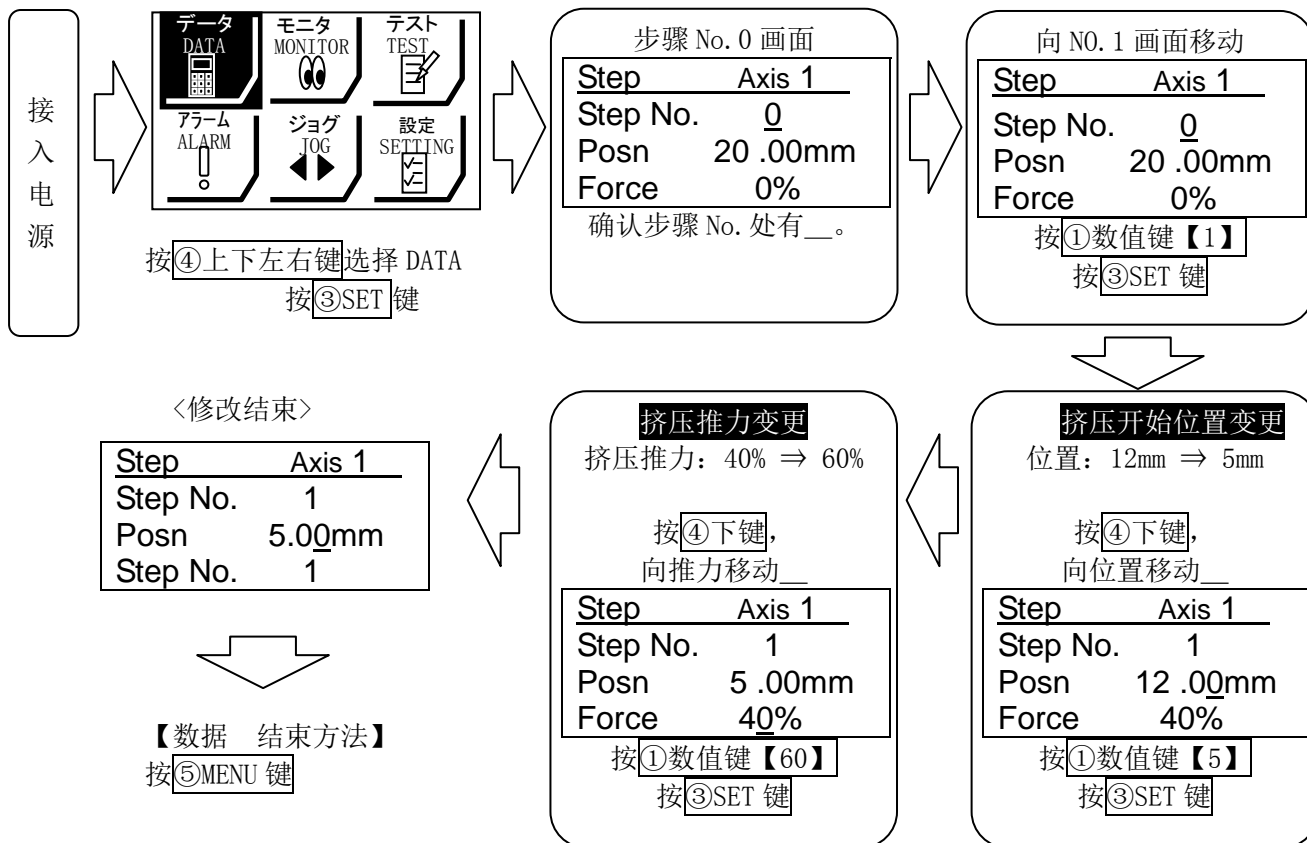 接
入
电
源
データ
DATA
モニタ
MONITOR
テスト
TEST
アラーム
ALARM
ジョグ
JOG
設定
SETTING
按④上下左右键选择 DATA
按③SET 键
步骤 No.0 画面
Step Axis 1
Step No. 0
Posn 20 .00mm
Force 0%
确认步骤 No.处有__。
向 NO.1 画面移动
Step Axis 1
Step No. 0
Posn 20 .00mm
Force 0%
按①数值键【1】
按③SET 键
挤压开始位置变更
位置：12mm ⇒ 5mm
按④下键，
向位置移动__
Step Axis 1
Step No. 1
Posn 12 .00mm
Force 40%
按①数值键【5】
按③SET 键
挤压推力变更
挤压推力：40% ⇒ 60%
按④下键，
向推力移动__
Step Axis 1
Step No. 1
Posn 5 .00mm
Force 40%
按①数值键【60】
按③SET 键
<修改结束>
Step Axis 1
Step No. 1
Posn 5.00mm
Step No. 1
【数据　结束方法】
按⑤MENU 键